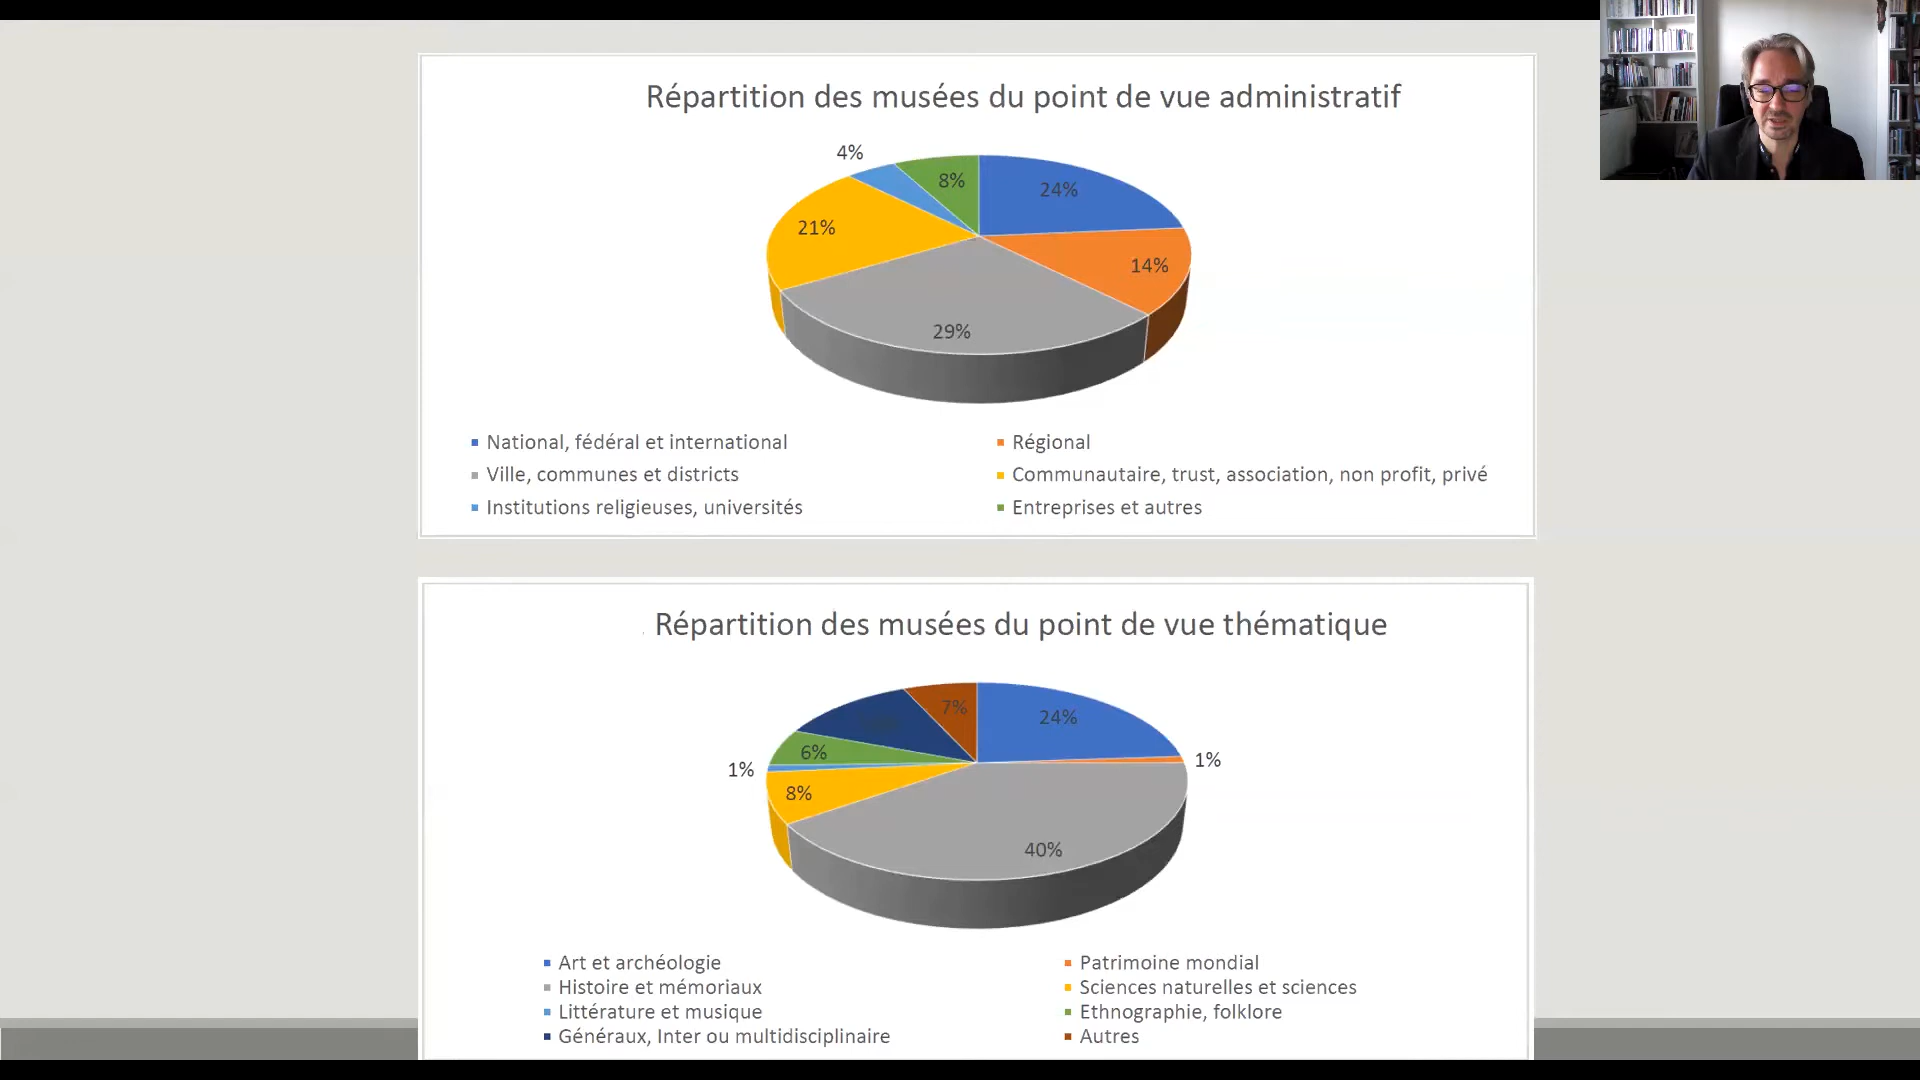 Répartition des musées du point de vue administratif
4%
8%
24%
21%
14%
29%
National, fédéral et international
Régional
Ville, communes et districts
Communautaire, trust, association, non profit, privé
Institutions religieuses, universités
Entreprises et autres
Répartition des musées du point de vue thématique
7%
24%
6%
1%
1%
8%
40%
Art et archéologie
Patrimoine mondial
Histoire et mémoriaux
Sciences naturelles et sciences
Littérature et musique
Ethnographie, folklore
Généraux, Inter ou multidisciplinaire
Autres